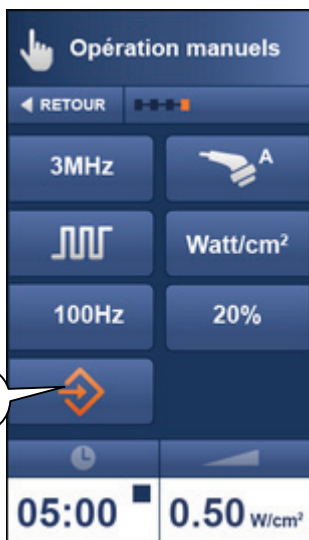 Opération manuels
RETOUR
3MHz
A
Watt/cm²
100Hz
20%
05:00
0.50 W/cm²